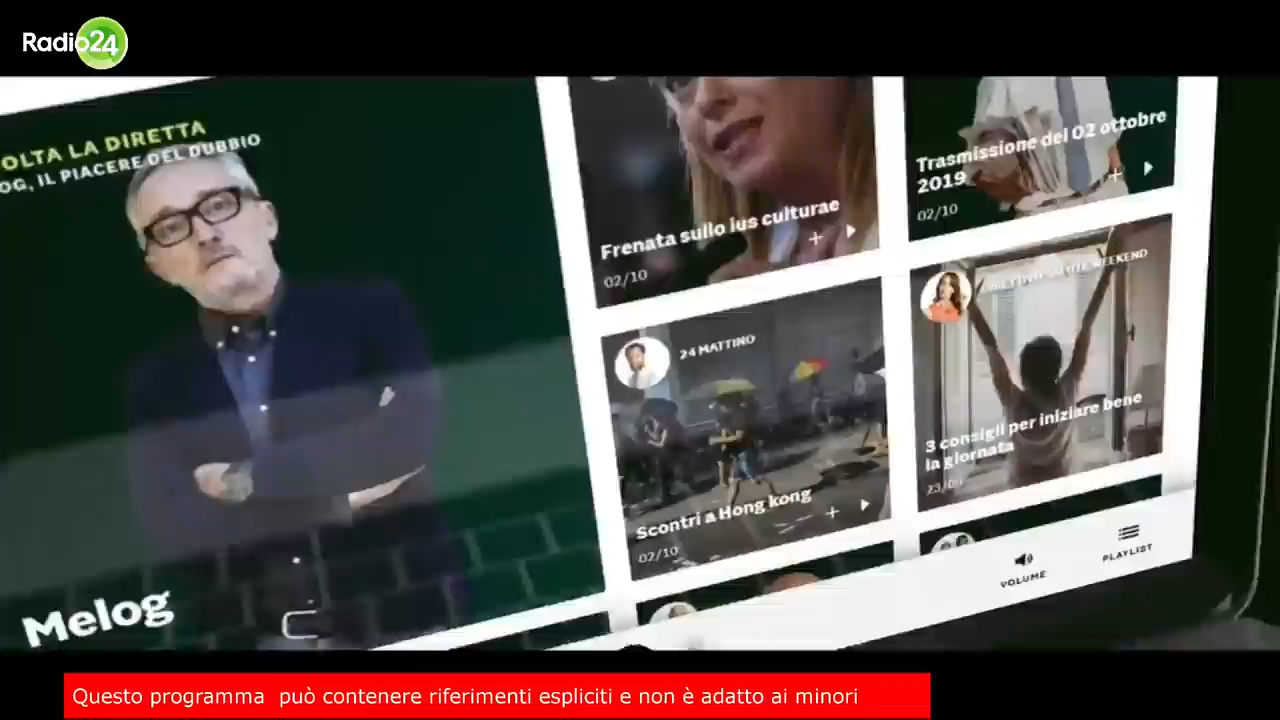 Radio24
OLTA LA DIRETTA
OG, IL PIACERE DEL DUBBIO
Melog
Frenata sullo ius culturae
02/10
Trasmissione del 02 ottobre
2019
02/10
24 MATTINO
Scontri a Hong kong
02/10
WEEKEND
3 consigli per iniziare bene
la giornata
VOLUME
PLAYLIST
Questo programma  può contenere riferimenti espliciti e non è adatto ai minori